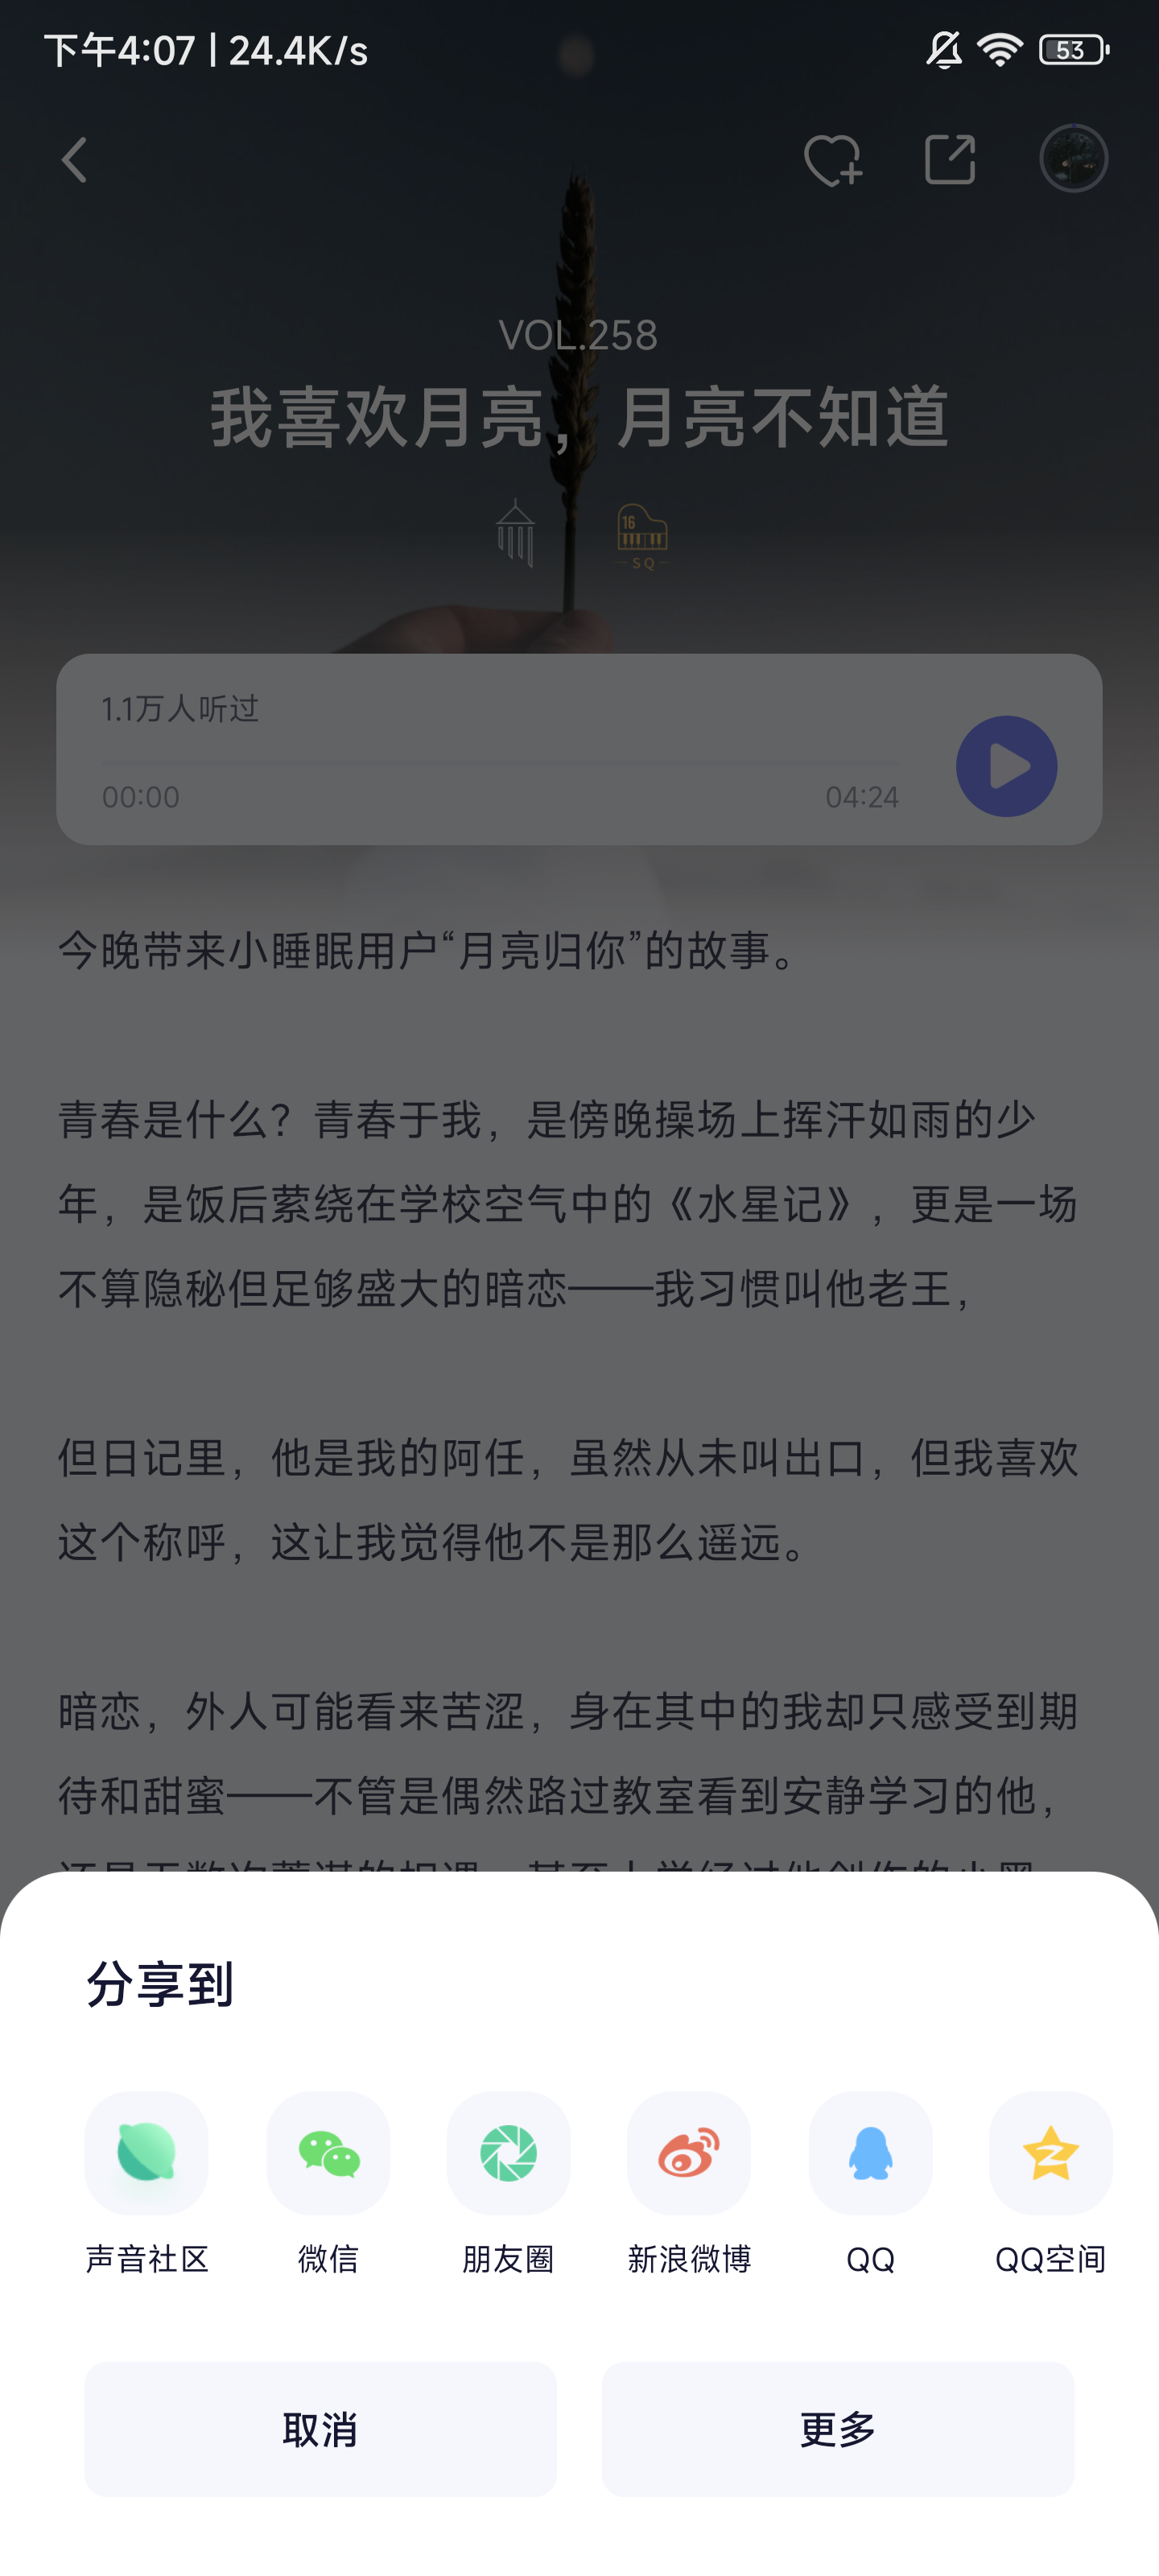 下午4:07 | 24.4K/s
53
VOL.258
我喜欢月亮，月亮不知道
16
SQ
1.1万人听过
00:00
04:24
今晚带来小睡眠用户“月亮归你”的故事。
青春是什么？青春于我，是傍晚操场上挥汗如雨的少
年，是饭后萦绕在学校空气中的《水星记》，更是一场
不算隐秘但足够盛大的暗恋——我习惯叫他老王，
但日记里，他是我的阿任，虽然从未叫出口，但我喜欢
这个称呼，这让我觉得他不是那么遥远。
暗恋，外人可能看来苦涩，身在其中的我却只感受到期
待和甜蜜——不管是偶然路过教室看到安静学习的他，
分享到
声音社区
微信
朋友圈
新浪微博
QQ
QQ空间
取消
更多